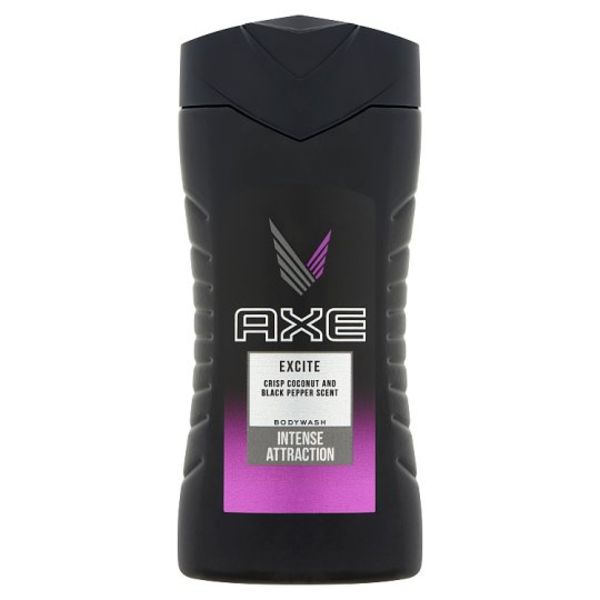 AXE
EXCITE
CRISP COCONUT AND
BLACK PEPPER SCENT
BODYWASH
INTENSE
ATTRACTION